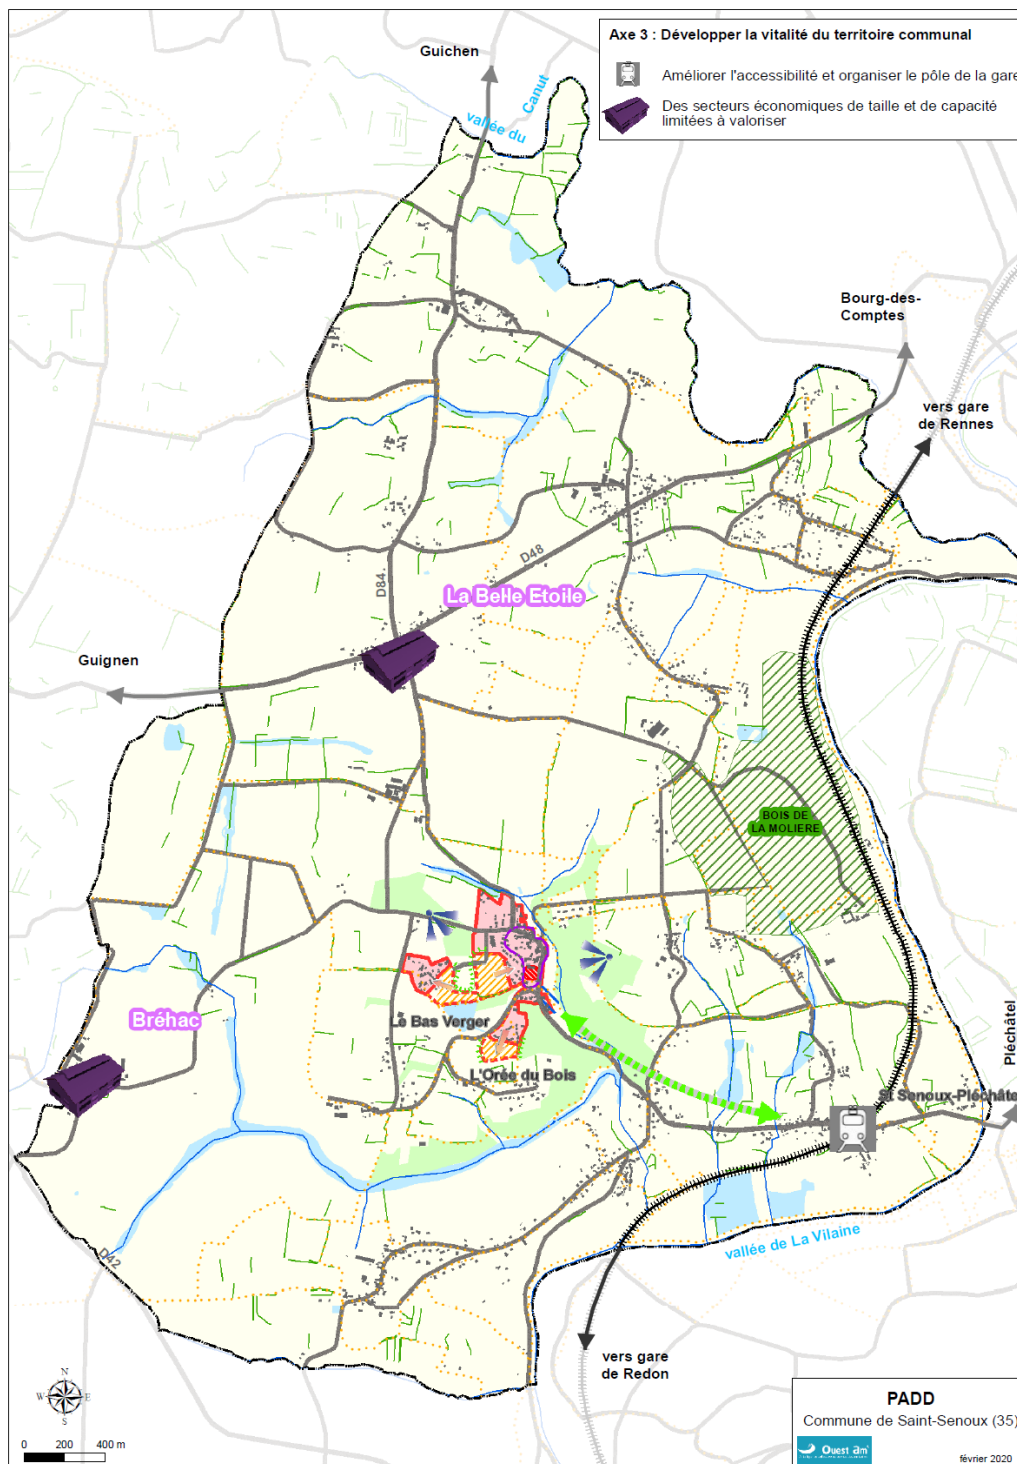 Axe 3 : Développer la vitalité du territoire communal
Améliorer l'accessibilité et organiser le pôle de la gare
Des secteurs économiques de taille et de capacité
limitées à valoriser
Guichen
vallée du
Canut
Bourg-des-
Comptes
vers gare
de Rennes
D48
D84
La Belle Etoile
Guignen
BOIS DE
LA MOLIERE
Bréhac
Le Bas Verger
L'Orée du Bois
Pléchâtel
St Senoux-Pléchâtel
vallée de La Vilaine
D42
vers gare
de Redon
N
W E
S
0 200 400 m
PADD
Commune de Saint-Senoux (35)
Ouest am'
février 2020